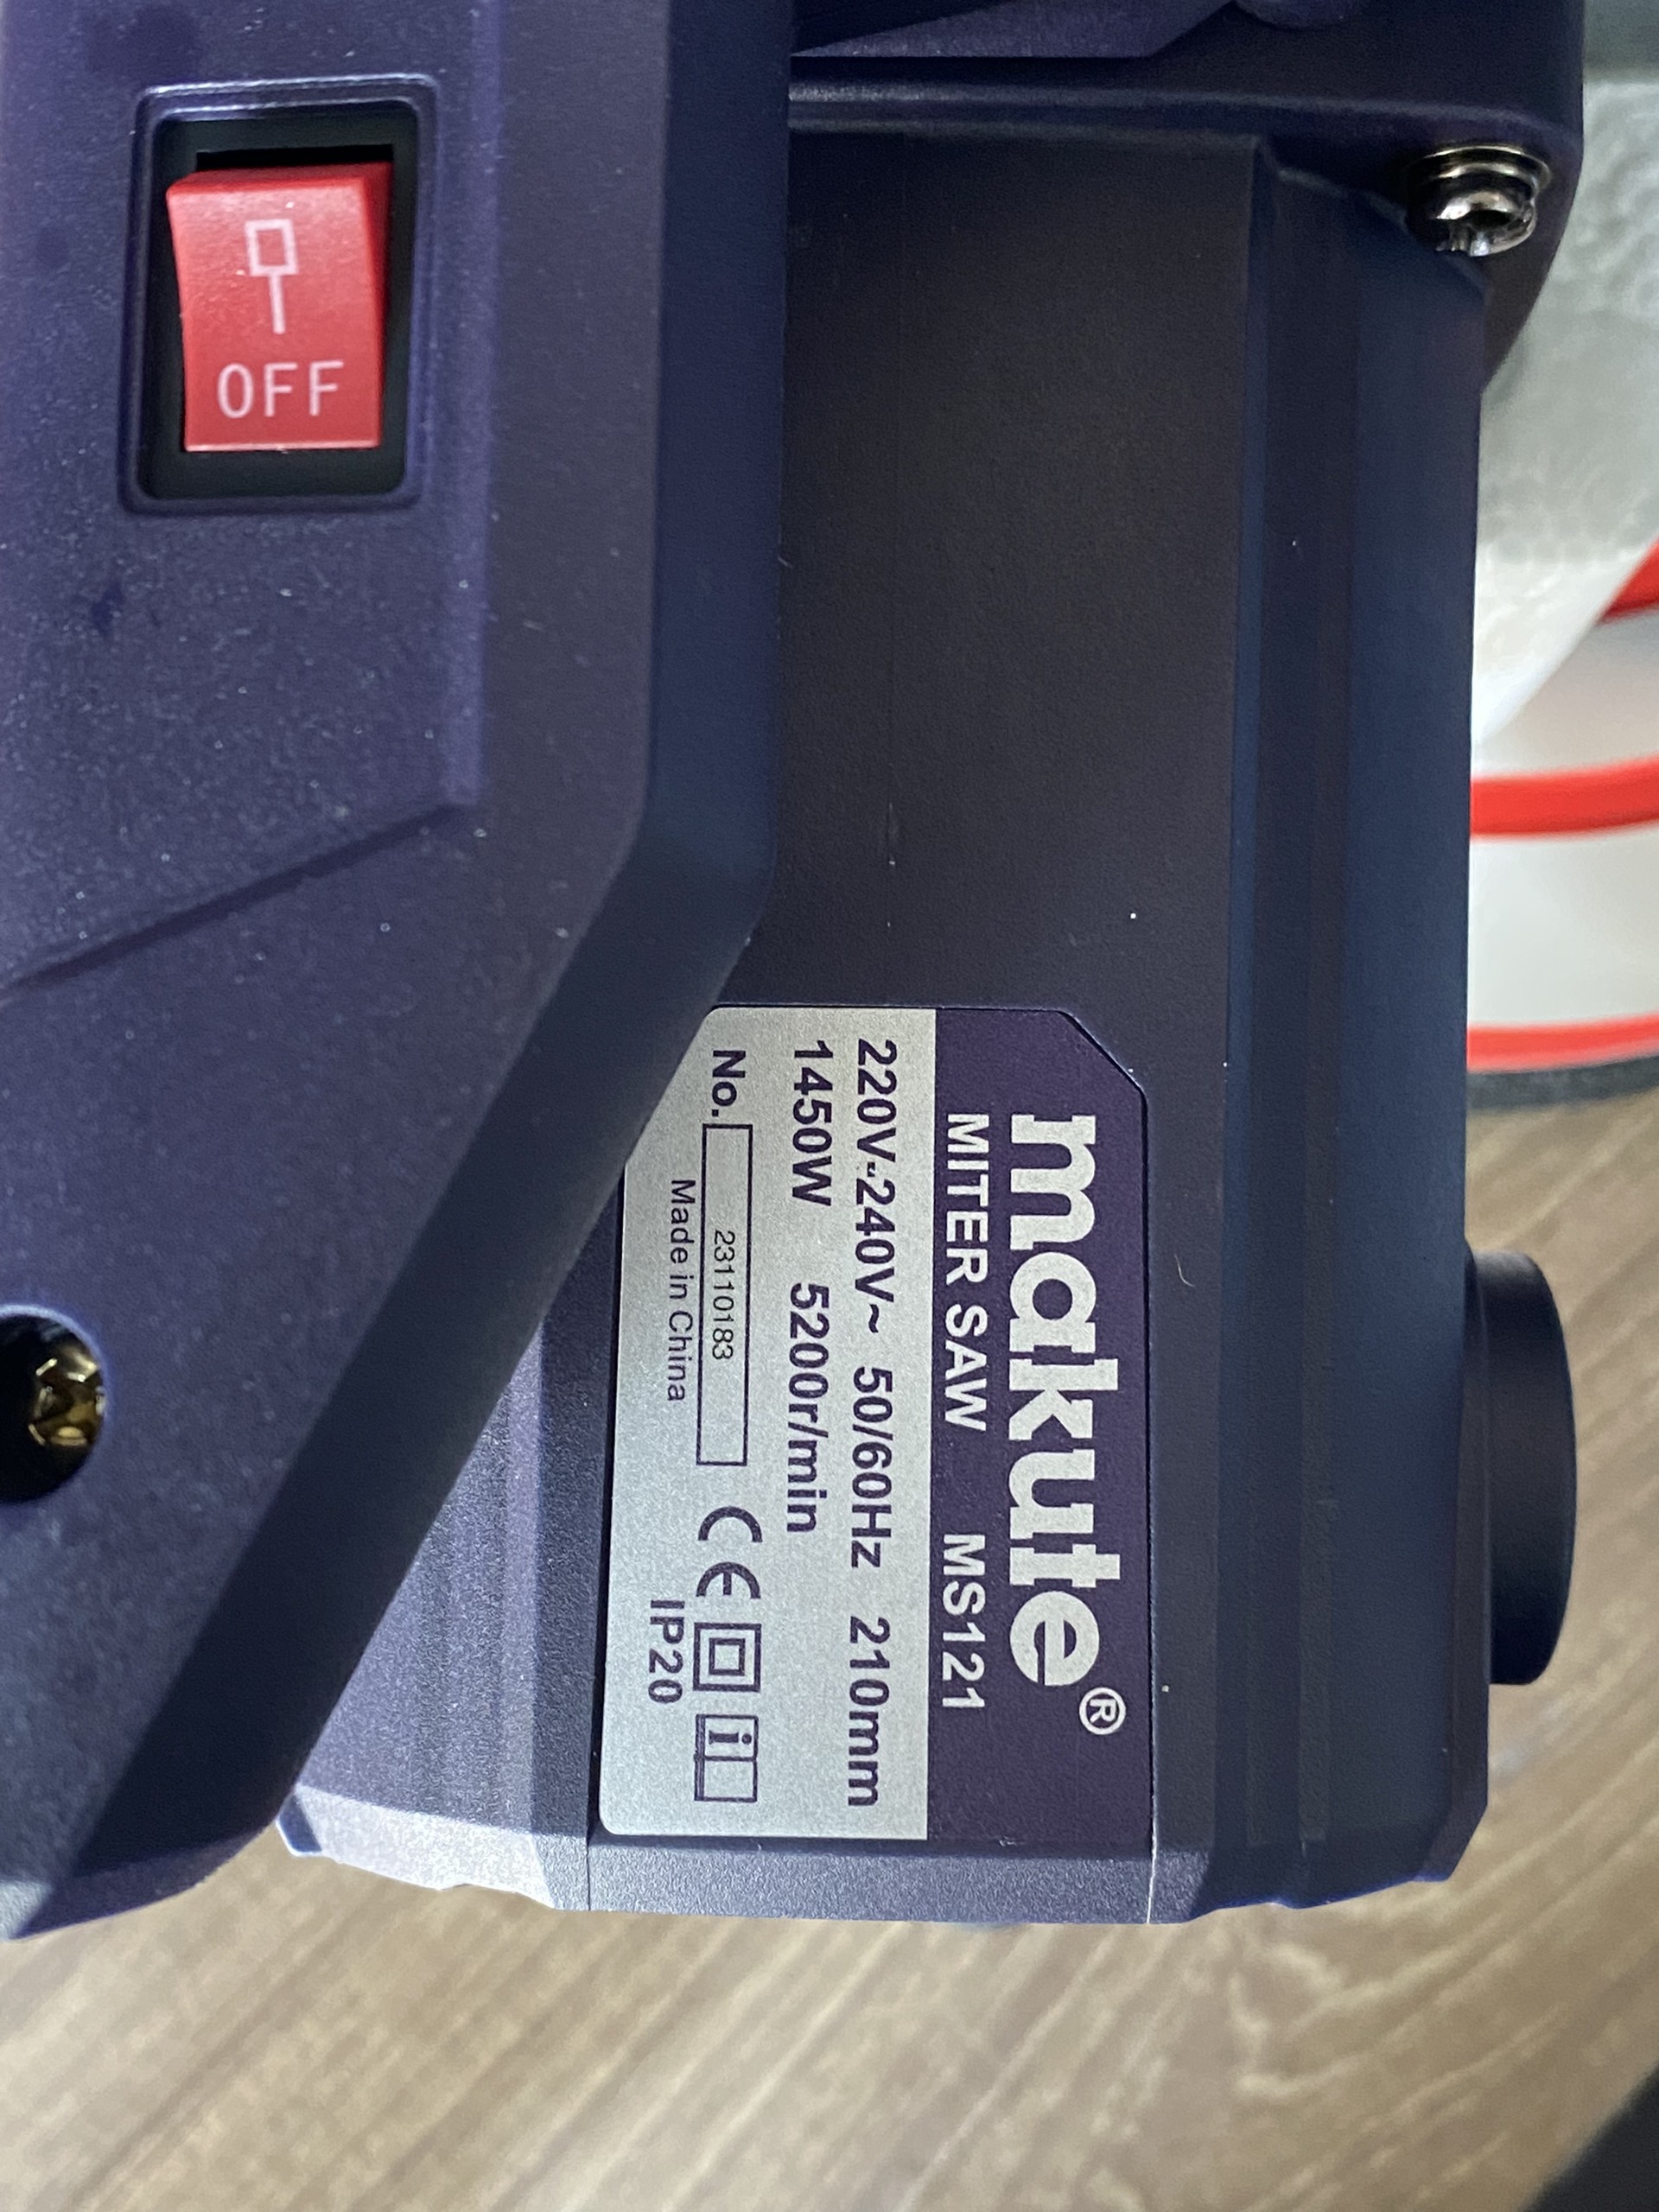 OFF
makute®
MITER SAW MS121
220V-240V~ 50/60Hz 210mm
1450W 5200r/min
No. 23110183
Made in China
CE
i
IP20